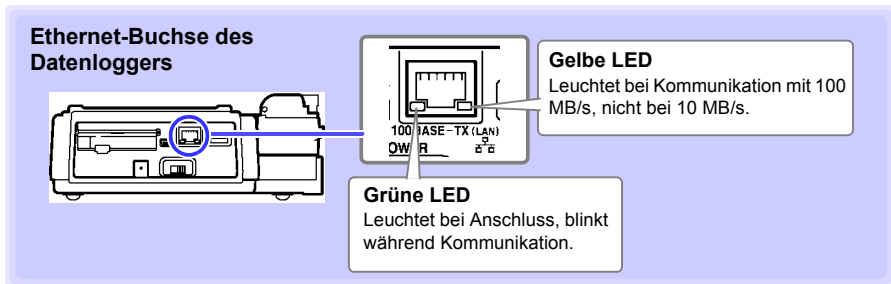 Ethernet-Buchse des
Datenloggers
Gelbe LED
Leuchtet bei Kommunikation mit 100
MB/s, nicht bei 10 MB/s.
100BASE-TX (LAN)
OWER
Grüne LED
Leuchtet bei Anschluss, blinkt
während Kommunikation.